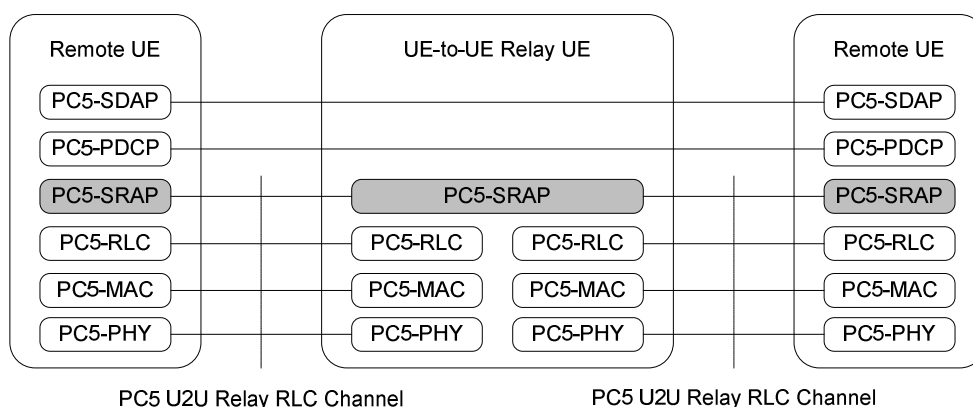 Remote UE UE-to-UE Relay UE Remote UE
PC5-SDAP PC5-SDAP
PC5-PDCP PC5-PDCP
PC5-SRAP PC5-SRAP PC5-SRAP
PC5-RLC PC5-RLC PC5-RLC PC5-RLC
PC5-MAC PC5-MAC PC5-MAC PC5-MAC
PC5-PHY PC5-PHY PC5-PHY PC5-PHY
PC5 U2U Relay RLC Channel PC5 U2U Relay RLC Channel